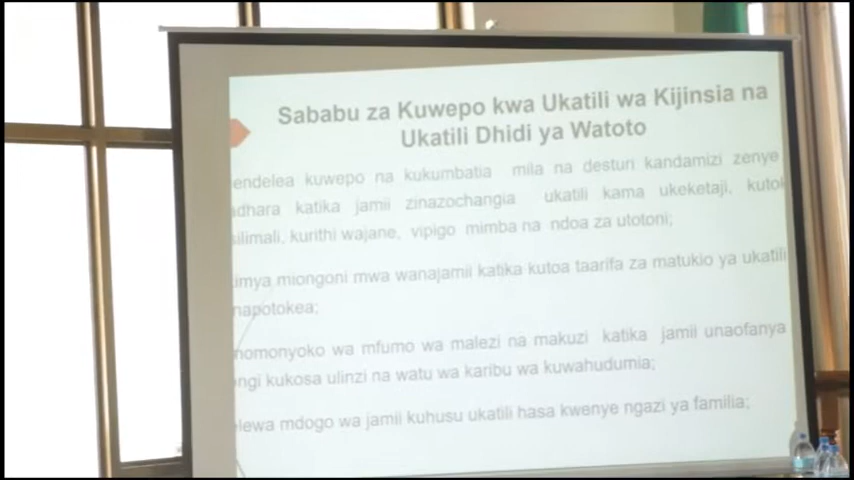 Sababu za Kuwepo kwa Ukatili wa Kijinsia na
Ukatili Dhidi ya Watoto
endelea kuwepo na kukumbatia mila na desturi kandamizi zenye
adhara katika jamii zinazochangia ukatili kama ukeketaji, kutok
silimali, kurithi wajane, vipigo mimba na ndoa za utotoni;
imya miongoni mwa wanajamii katika kutoa taarifa za matukio ya ukatili
napotokea;
nomonyoko wa mfumo wa malezi na makuzi katika jamii unaofanya
ngi kukosa ulinzi na watu wa karibu wa kuwahudumia;
elewa mdogo wa jamii kuhusu ukatili hasa kwenye ngazi ya familia;